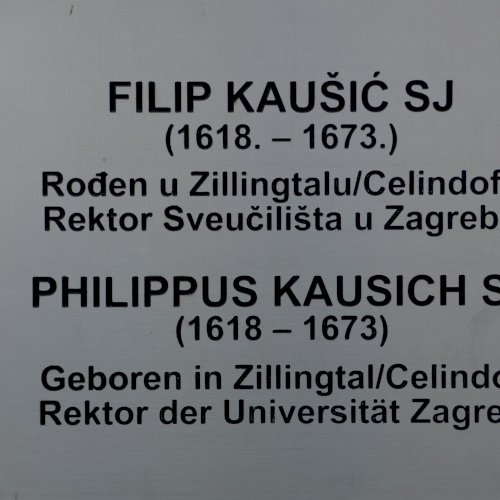 FILIP KAUŠIĆ SJ
(1618. – 1673.)
Rođen u Zillingtalu/Celindof
Rektor Sveučilišta u Zagreb
PHILIPPUS KAUSICH S
(1618 – 1673)
Geboren in Zillingtal/Celindo
Rektor der Universität Zagre